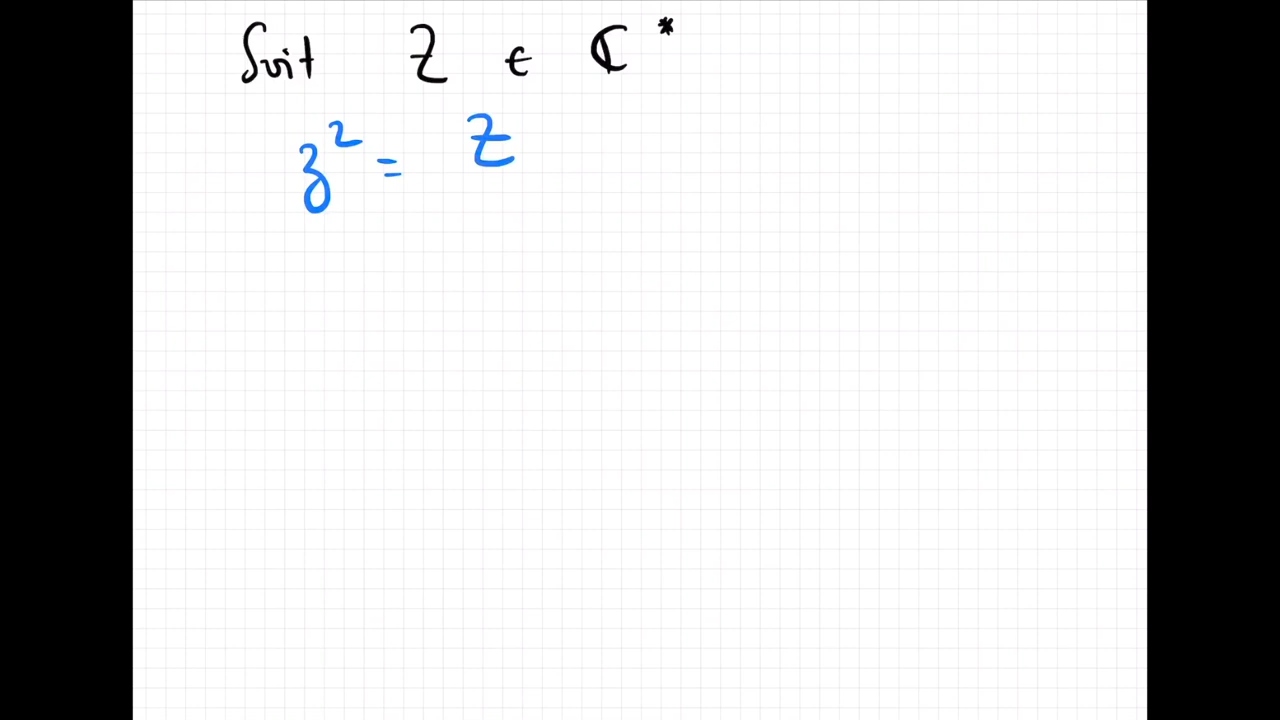 Soit Z ∈ ℂ*
z² = Z